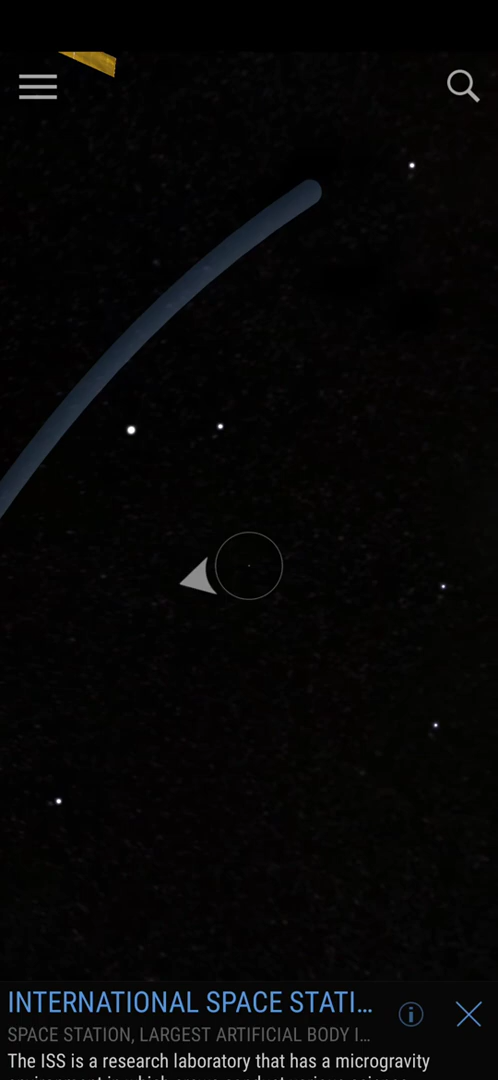 INTERNATIONAL SPACE STATI...
SPACE STATION, LARGEST ARTIFICIAL BODY I...
The ISS is a research laboratory that has a microgravity